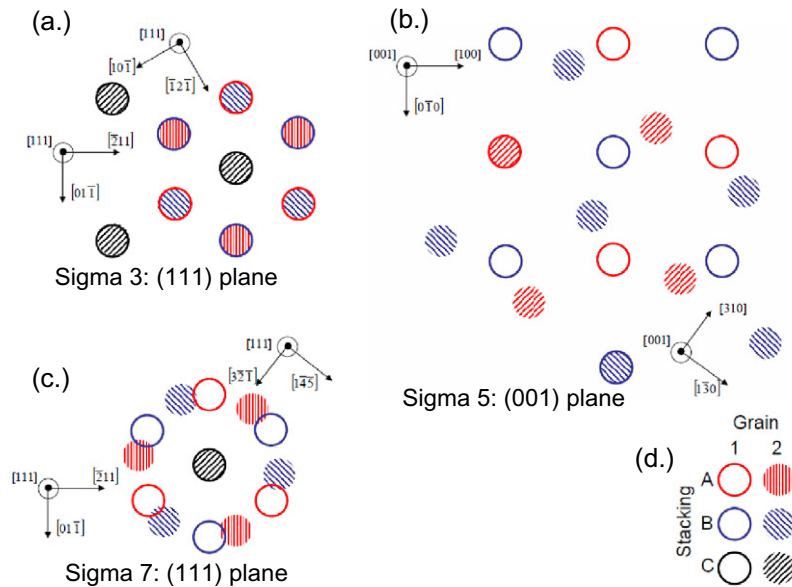 (a.)
[111]
[101̅]
[1̅21̅]
[111]
[2̅11]
[011̅]
Sigma 3: (111) plane
(b.)
[001]
[100]
[01̅0]
[310]
[001]
[13̅0]
Sigma 5: (001) plane
(c.)
[111]
[32̅1̅]
[14̅5̅]
[111]
[2̅11]
[011̅]
Sigma 7: (111) plane
(d.)
Grain
1 2
Stacking
A
B
C